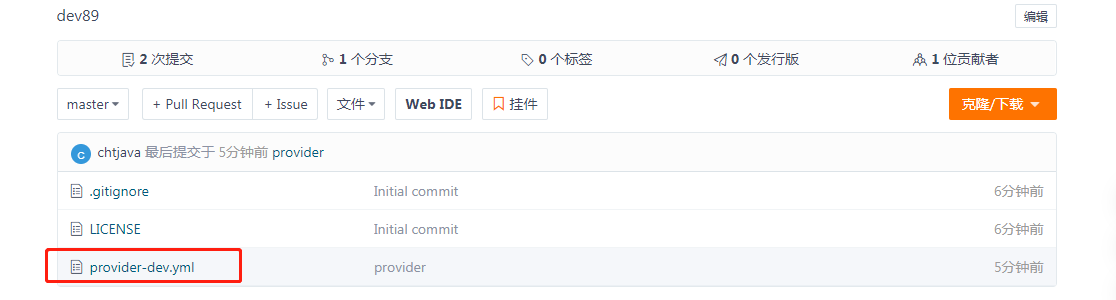 dev89 编辑
2 次提交 1 个分支 0 个标签 0 个发行版 1 位贡献者
master + Pull Request + Issue 文件 Web IDE 挂件 克隆/下载
C chtjava 最后提交于 5分钟前 provider
.gitignore Initial commit 6分钟前
LICENSE Initial commit 6分钟前
provider-dev.yml provider 5分钟前